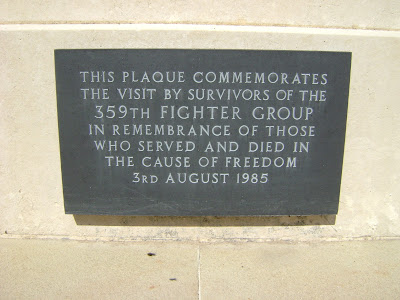 THIS PLAQUE COMMEMORATES
THE VISIT BY SURVIVORS OF THE
359TH FIGHTER GROUP
IN REMEMBRANCE OF THOSE
WHO SERVED AND DIED IN
THE CAUSE OF FREEDOM
3RD AUGUST 1985